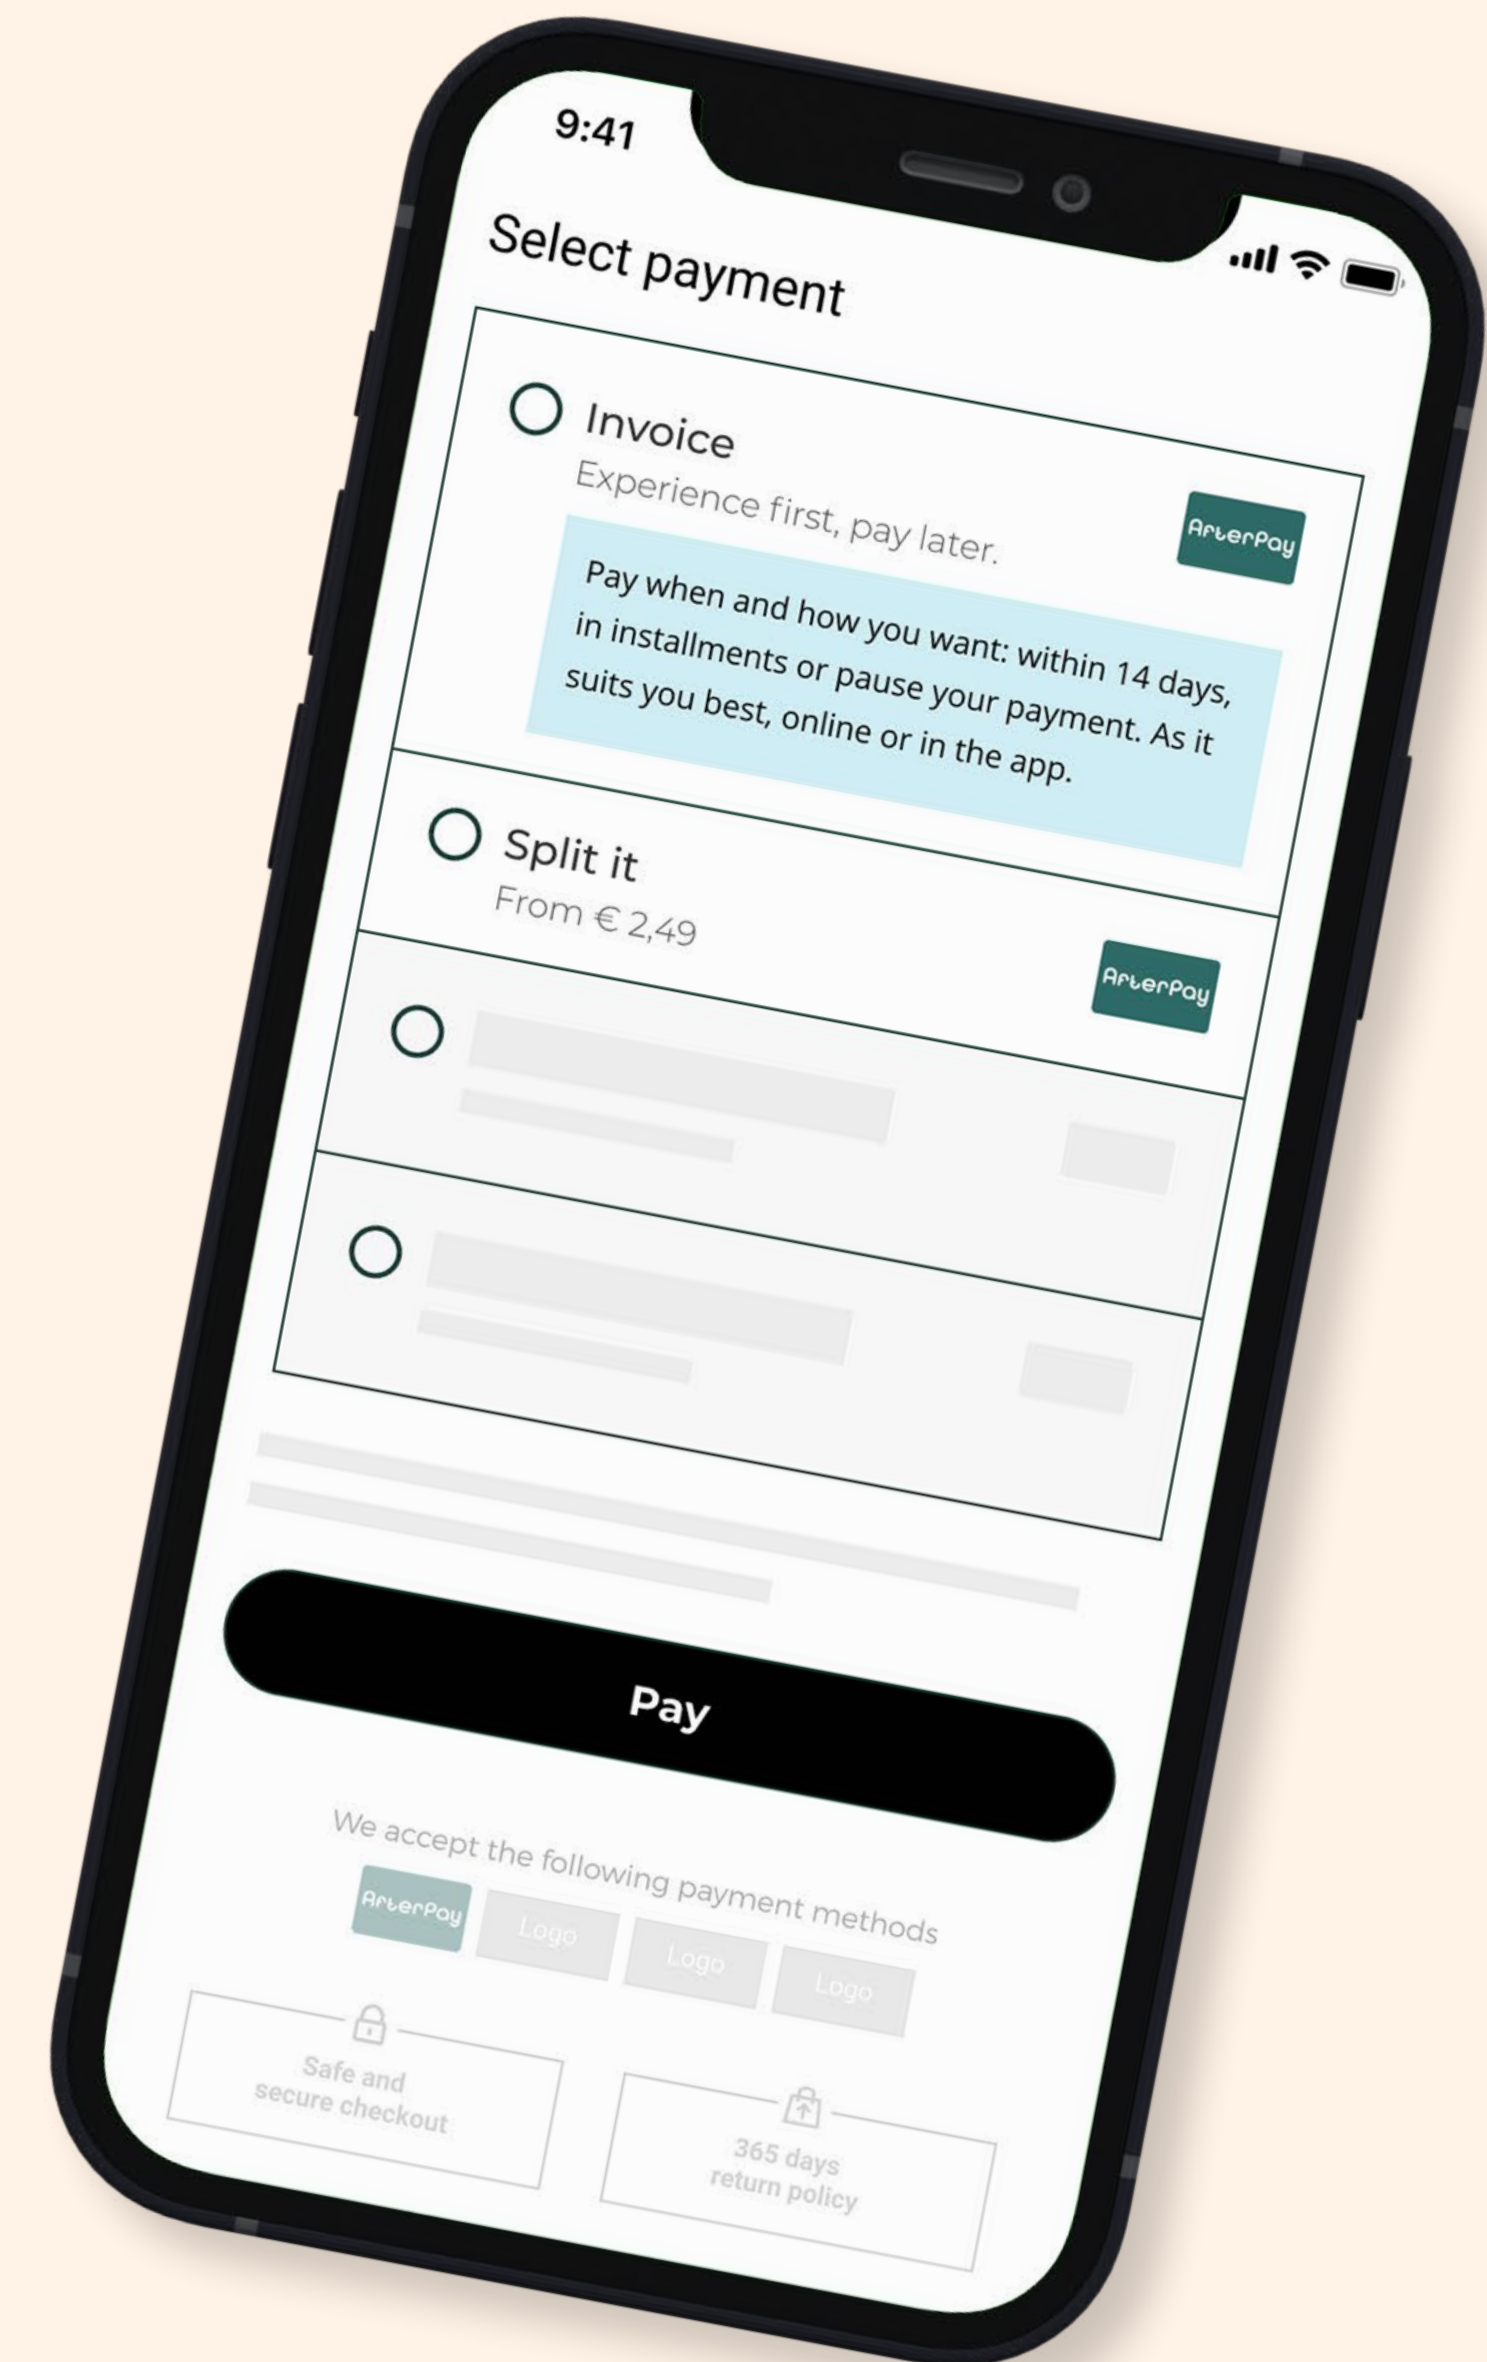 9:41
Select payment
Invoice
Experience first, pay later.
AfterPay
Pay when and how you want: within 14 days,
in installments or pause your payment. As it
suits you best, online or in the app.
Split it
From € 2,49
AfterPay
Pay
We accept the following payment methods
AfterPay
Logo
Logo
Logo
Safe and
secure checkout
365 days
return policy